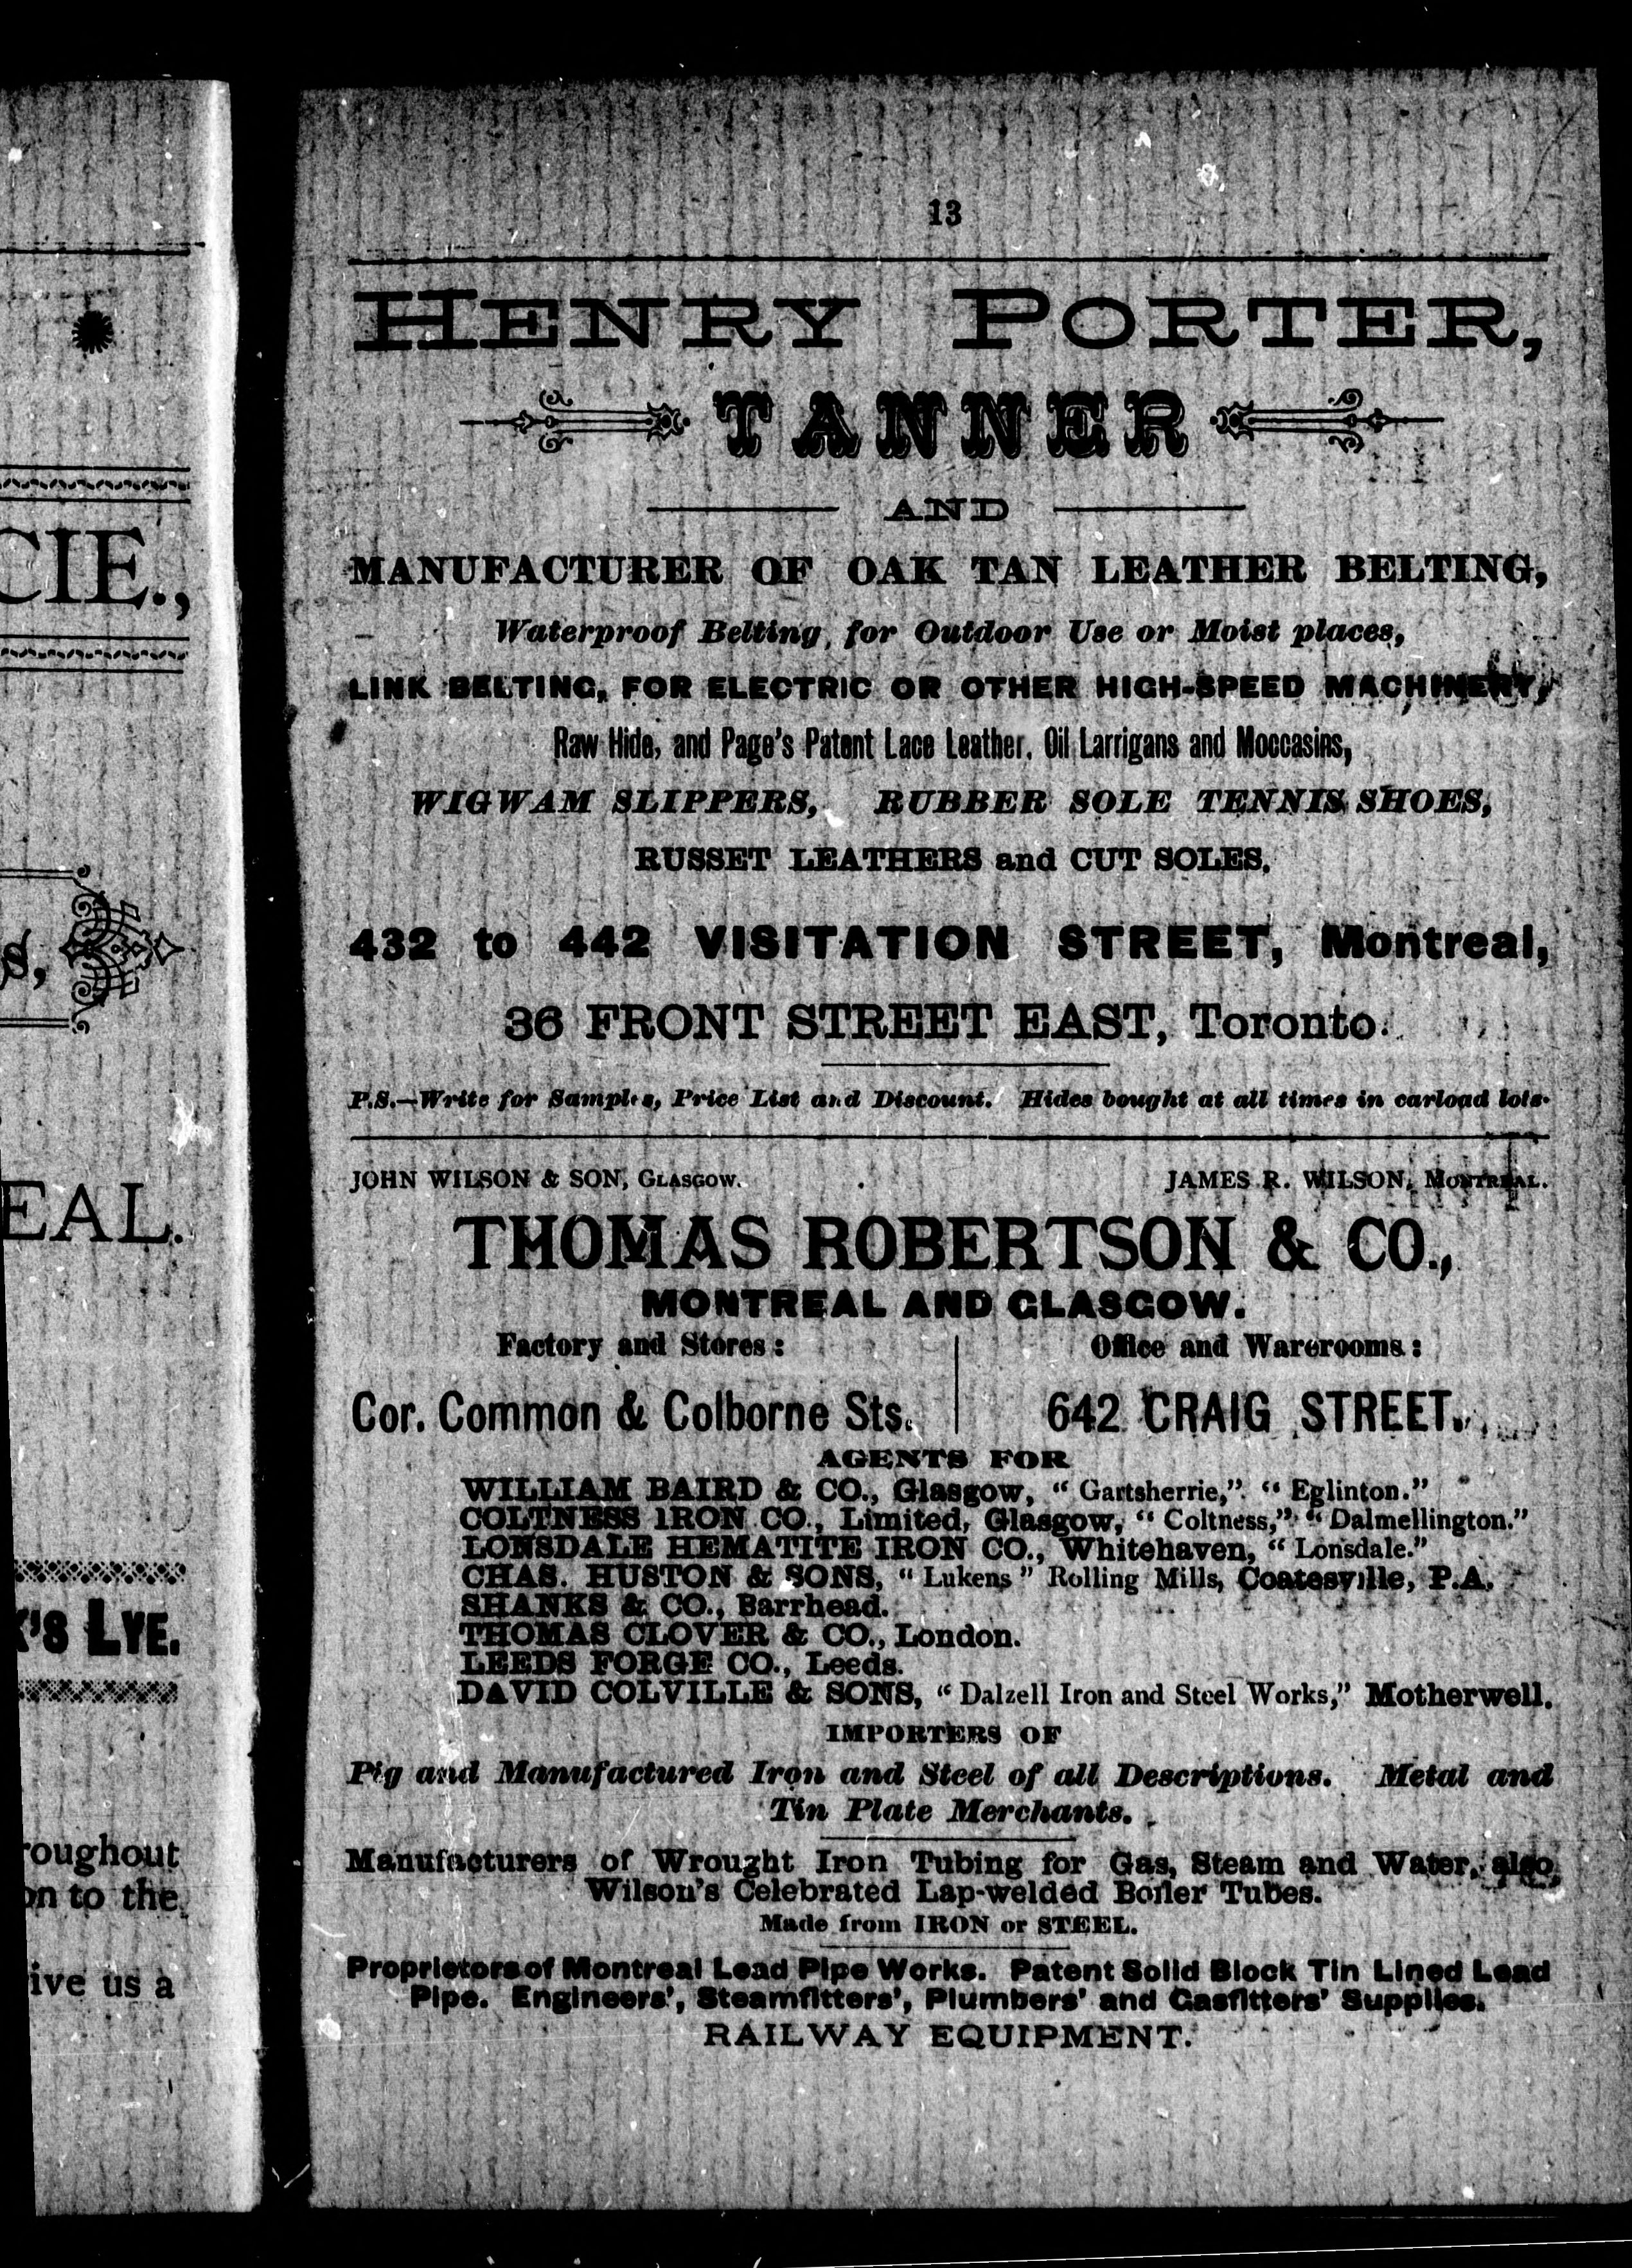 CIE.,
S,
EAL.
K'S LYE.
roughout
on to the
ive us a
13
HENRY PORTER,
TANNER
AND
MANUFACTURER OF OAK TAN LEATHER BELTING,
Waterproof Belting, for Outdoor Use or Moist places,
LINK BELTING, FOR ELECTRIC OR OTHER HIGH-SPEED MACHINERY,
Raw Hide, and Page's Patent Lace Leather, Oil Larrigans and Moccasins,
WIGWAM SLIPPERS, RUBBER SOLE TENNIS SHOES,
RUSSET LEATHERS and CUT SOLES.
432 to 442 VISITATION STREET, Montreal,
36 FRONT STREET EAST, Toronto.
P.S.—Write for Samples, Price List and Discount. Hides bought at all times in carload lots.
JOHN WILSON & SON, GLASGOW. JAMES R. WILSON, MONTREAL.
THOMAS ROBERTSON & CO.,
MONTREAL AND GLASGOW.
Factory and Stores: Office and Warerooms:
Cor. Common & Colborne Sts. 642 CRAIG STREET.
AGENTS FOR
WILLIAM BAIRD & CO., Glasgow, "Gartsherrie," "Eglinton."
COLTNESS IRON CO., Limited, Glasgow, "Coltness," "Dalmellington."
LONSDALE HEMATITE IRON CO., Whitehaven, "Lonsdale."
CHAS. HUSTON & SONS, "Lukens" Rolling Mills, Coatesville, P.A.
SHANKS & CO., Barrhead.
THOMAS CLOVER & CO., London.
LEEDS FORGE CO., Leeds.
DAVID COLVILLE & SONS, "Dalzell Iron and Steel Works," Motherwell.
IMPORTERS OF
Pig and Manufactured Iron and Steel of all Descriptions. Metal and
Tin Plate Merchants.
Manufacturers of Wrought Iron Tubing for Gas, Steam and Water, also
Wilson's Celebrated Lap-welded Boiler Tubes.
Made from IRON or STEEL.
Proprietors of Montreal Lead Pipe Works. Patent Solid Block Tin Lined Lead
Pipe. Engineers', Steamfitters', Plumbers' and Gasfitters' Supplies.
RAILWAY EQUIPMENT.